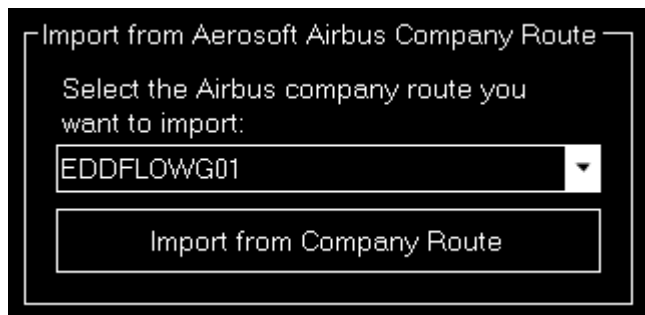 Import from Aerosoft Airbus Company Route
Select the Airbus company route you
want to import:
EDDFLOWG01
Import from Company Route